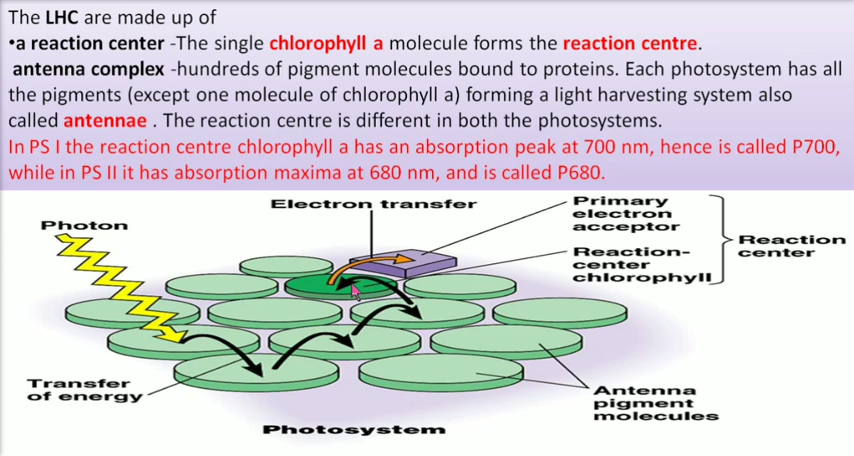 The LHC are made up of
•a reaction center -The single chlorophyll a molecule forms the reaction centre.
antenna complex -hundreds of pigment molecules bound to proteins. Each photosystem has all
the pigments (except one molecule of chlorophyll a) forming a light harvesting system also
called antennae . The reaction centre is different in both the photosystems.
In PS I the reaction centre chlorophyll a has an absorption peak at 700 nm, hence is called P700,
while in PS II it has absorption maxima at 680 nm, and is called P680.
Electron transfer
Photon
Primary
electron
acceptor
Reaction-
center
chlorophyll
Reaction
center
Transfer
of energy
Antenna
pigment
molecules
Photosystem